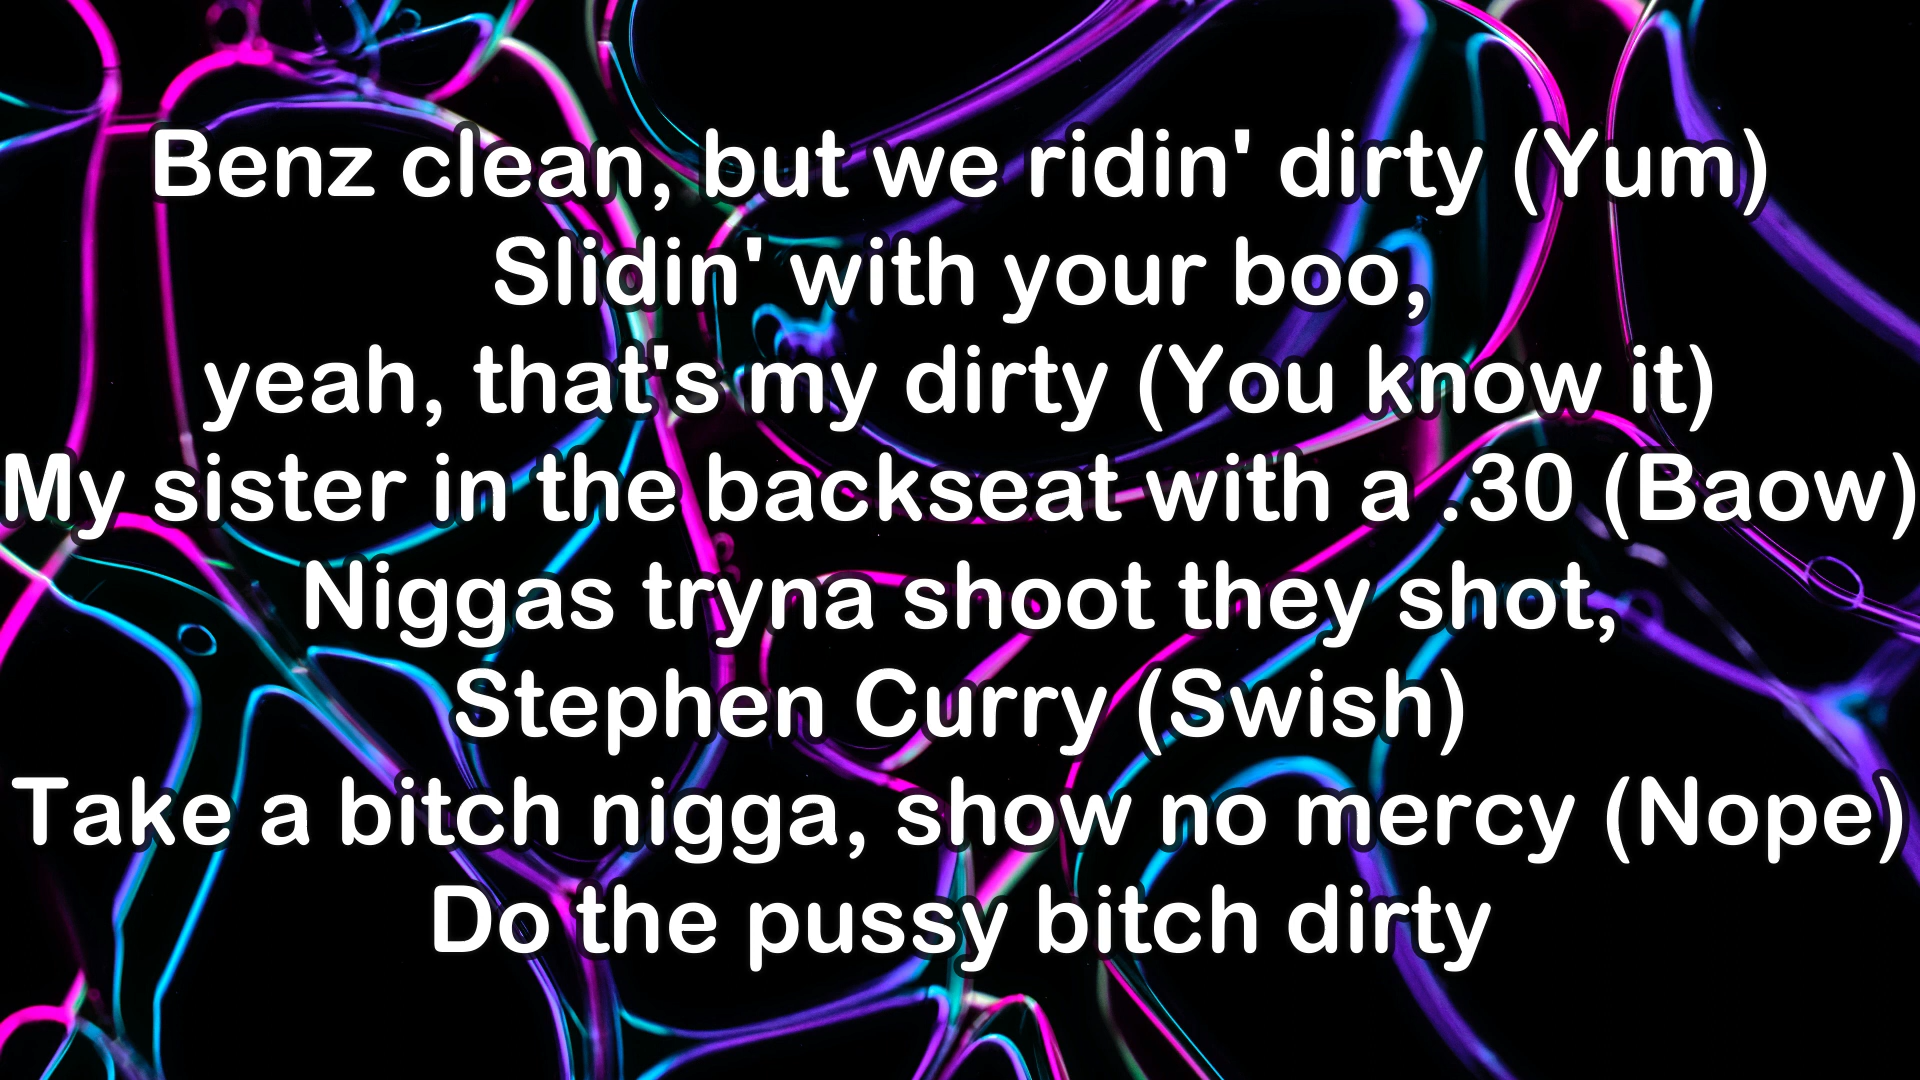 Benz clean, but we ridin' dirty (Yum)
Slidin' with your boo,
yeah, that's my dirty (You know it)
My sister in the backseat with a .30 (Baow)
Niggas tryna shoot they shot,
Stephen Curry (Swish)
Take a bitch nigga, show no mercy (Nope)
Do the pussy bitch dirty